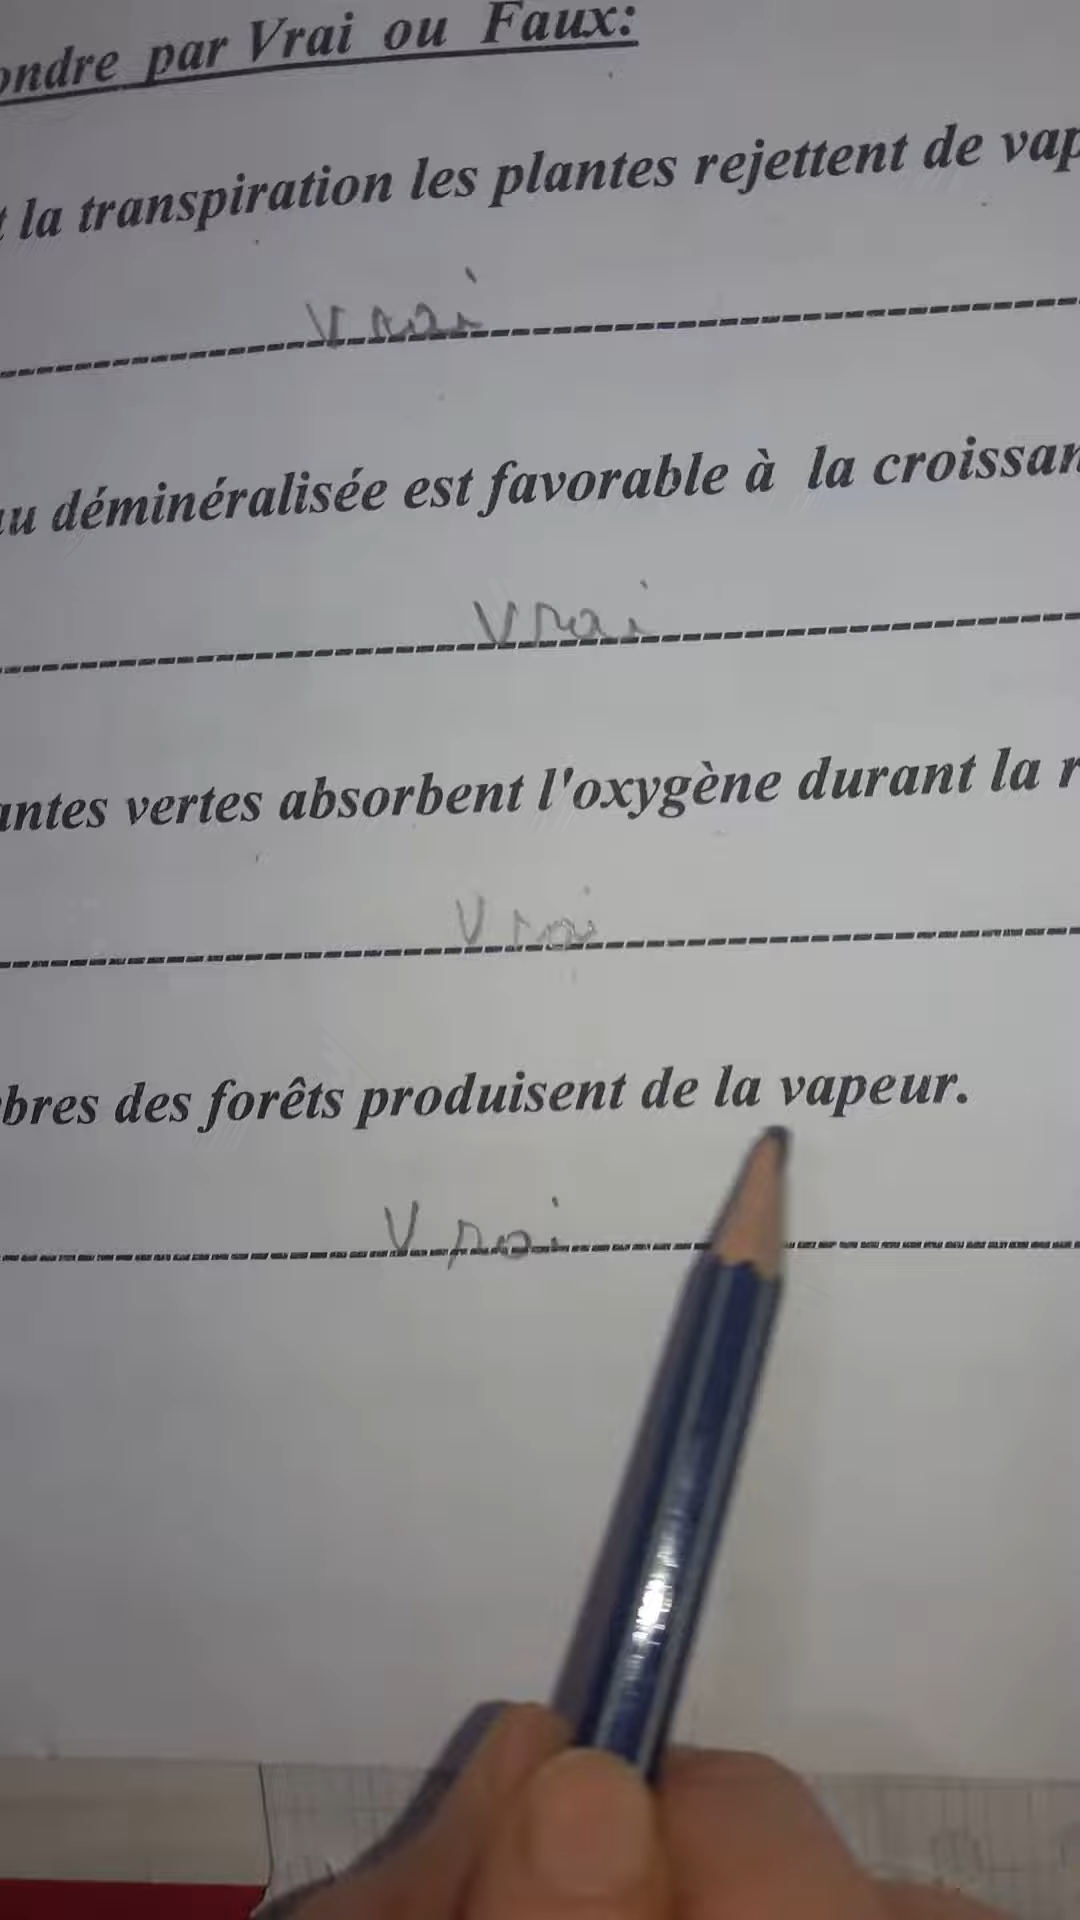 ondre par Vrai ou Faux:
t la transpiration les plantes rejettent de vap
Vrai
au déminéralisée est favorable à la croissan
Vrai
antes vertes absorbent l'oxygène durant la r
Vrai
bres des forêts produisent de la vapeur.
Vrai